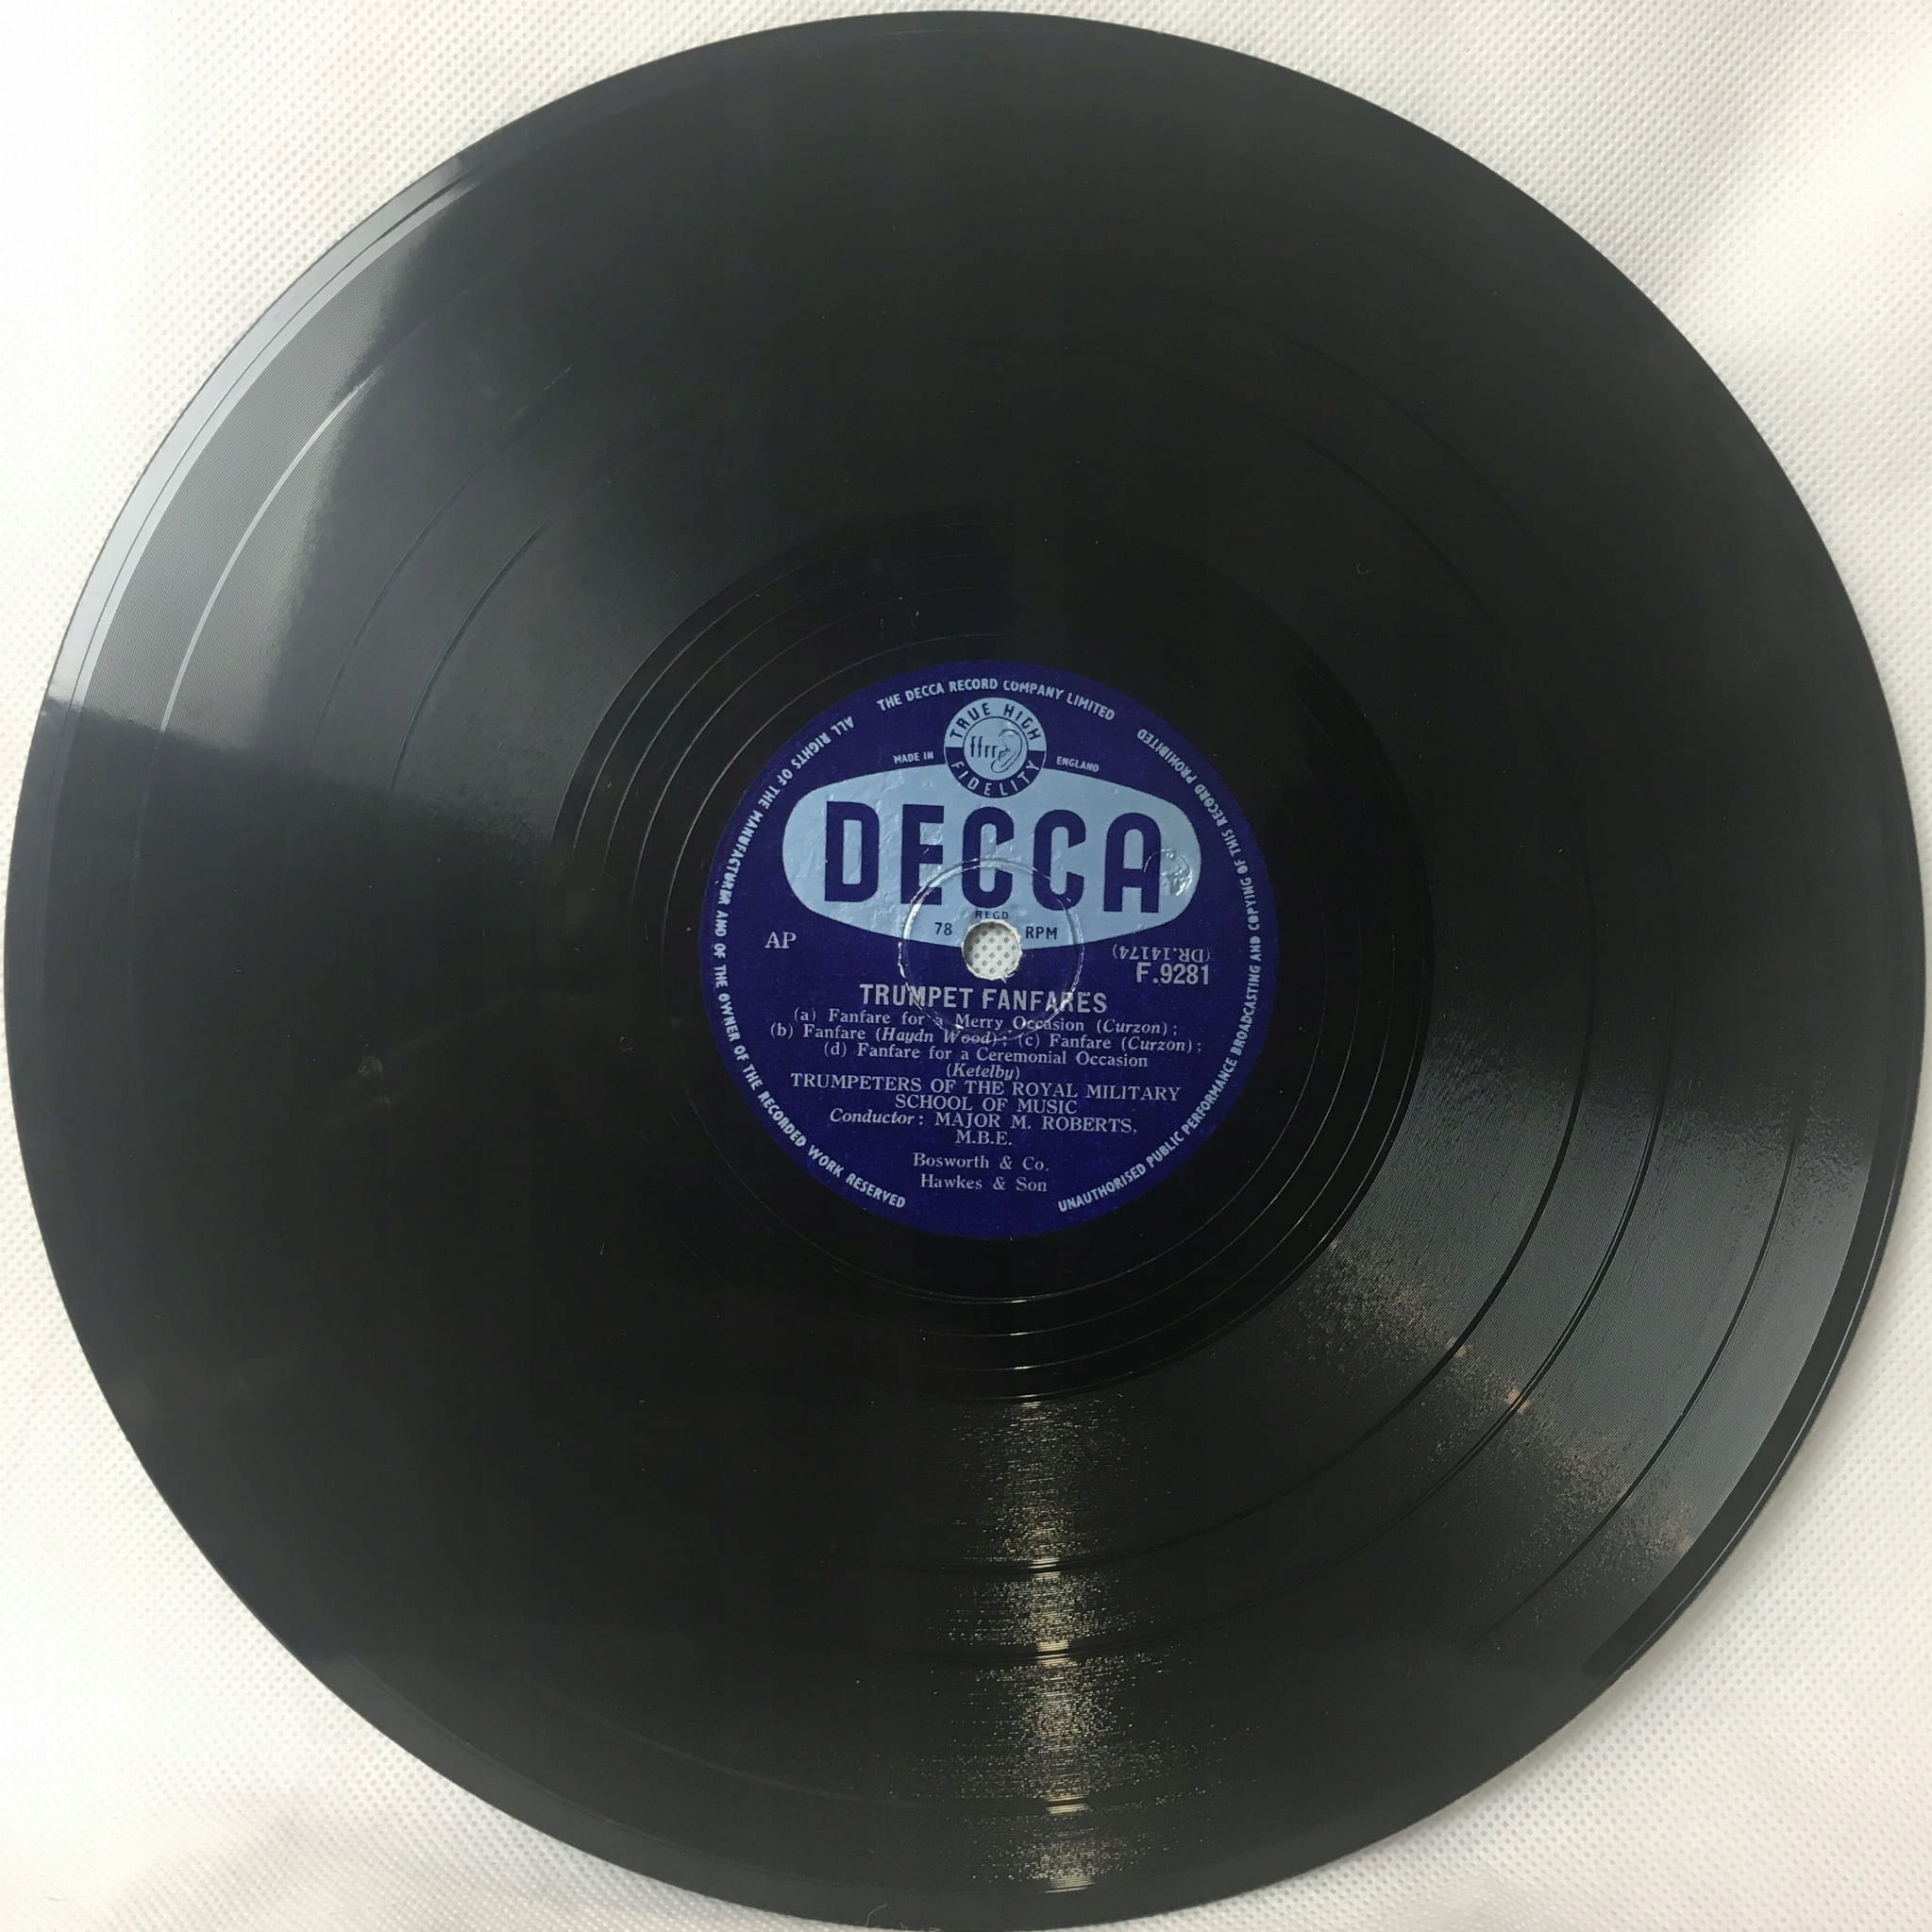 THE DECCA RECORD COMPANY LIMITED
ALL RIGHTS OF THE MANUFACTURER AND OF THE OWNER OF THE RECORDED WORK RESERVED
UNAUTHORISED PUBLIC PERFORMANCE BROADCASTING AND COPYING OF THIS RECORD PROHIBITED
TRUE HIGH
ffrr
FIDELITY
MADE IN ENGLAND
DECCA
REGD
78 RPM
AP
(DR.14174)
F.9281
TRUMPET FANFARES
(a) Fanfare for a Merry Occasion (Curzon);
(b) Fanfare (Haydn Wood); (c) Fanfare (Curzon);
(d) Fanfare for a Ceremonial Occasion
(Ketelby)
TRUMPETERS OF THE ROYAL MILITARY
SCHOOL OF MUSIC
Conductor: MAJOR M. ROBERTS,
M.B.E.
Bosworth & Co.
Hawkes & Son